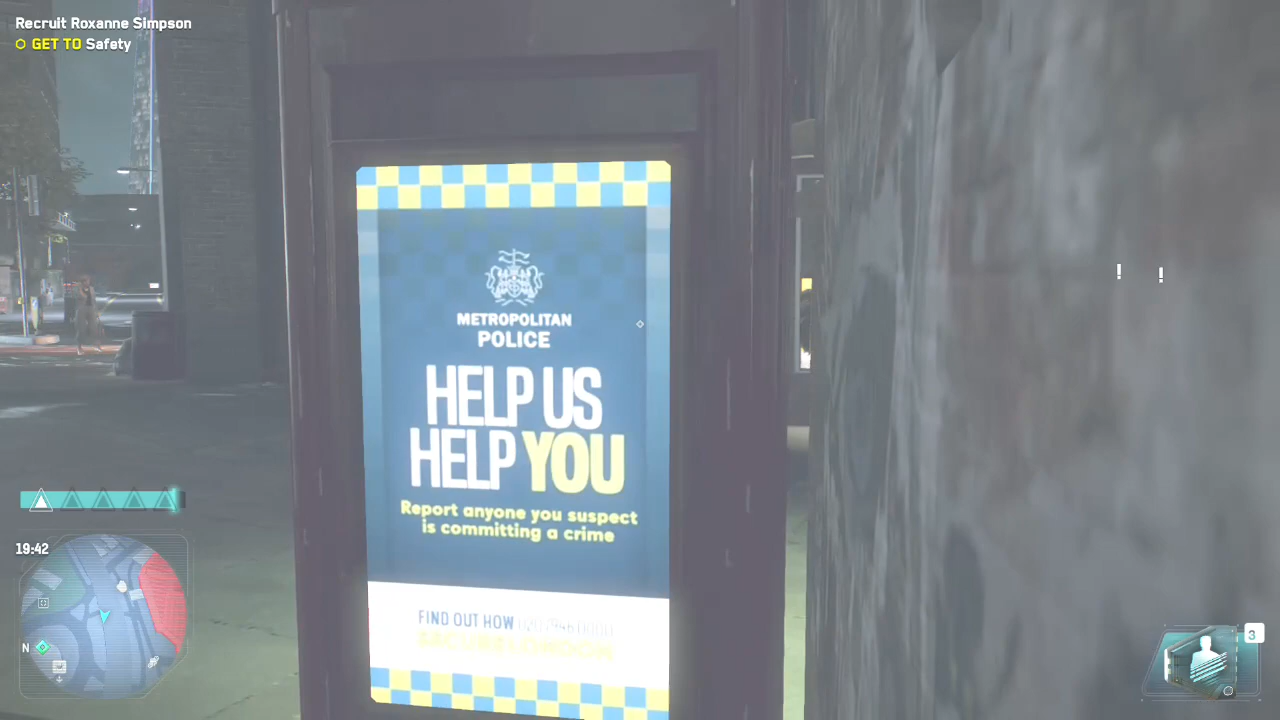 Recruit Roxanne Simpson
GET TO Safety
METROPOLITAN
POLICE
HELP US
HELP YOU
Report anyone you suspect
is committing a crime
FIND OUT HOW
19:42
N
3
! !